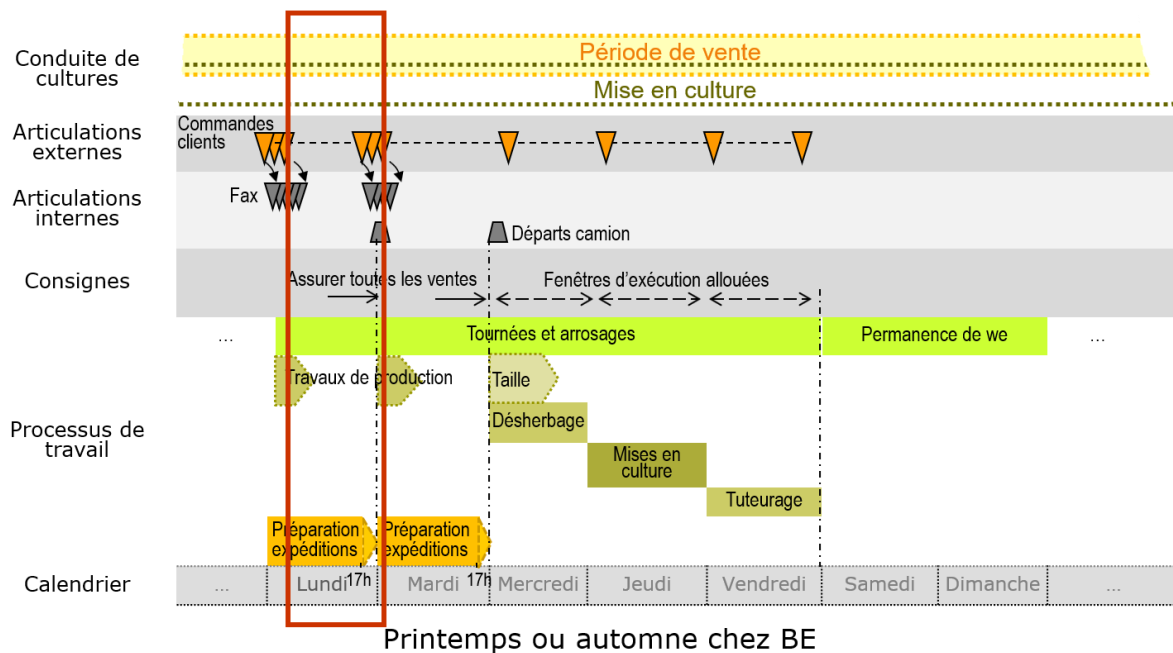 Période de vente
Conduite de
cultures
Mise en culture
Commandes
clients
Articulations
externes
Articulations
internes
Fax
Départs camion
Consignes
Assurer toutes les ventes
Fenêtres d’exécution allouées
...
Tournées et arrosages
Permanence de we
...
Travaux de production
Taille
Désherbage
Processus de
travail
Mises en
culture
Tuteurage
Préparation
expéditions
Préparation
expéditions
17h
17h
Calendrier
...
Lundi
Mardi
Mercredi
Jeudi
Vendredi
Samedi
Dimanche
...
Printemps ou automne chez BE